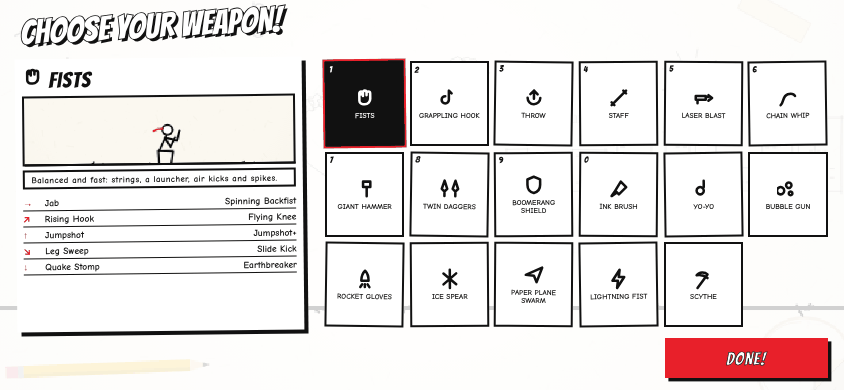 CHOOSE YOUR WEAPON!
FISTS
Balanced and fast: strings, a launcher, air kicks and spikes.
→ Jab Spinning Backfist
↗ Rising Hook Flying Knee
↑ Jumpshot Jumpshot+
↘ Leg Sweep Slide Kick
↓ Quake Stomp Earthbreaker
1 FISTS
2 GRAPPLING HOOK
3 THROW
4 STAFF
5 LASER BLAST
6 CHAIN WHIP
7 GIANT HAMMER
8 TWIN DAGGERS
9 BOOMERANG
SHIELD
0 INK BRUSH
YO-YO
BUBBLE GUN
ROCKET GLOVES
ICE SPEAR
PAPER PLANE
SWARM
LIGHTNING FIST
SCYTHE
DONE!